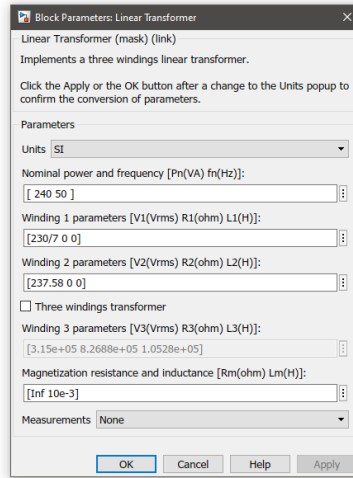 Block Parameters: Linear Transformer
Linear Transformer (mask) (link)
Implements a three windings linear transformer.
Click the Apply or the OK button after a change to the Units popup to
confirm the conversion of parameters.
Parameters
Units SI
Nominal power and frequency [Pn(VA) fn(Hz)]:
[ 240 50 ]
Winding 1 parameters [V1(Vrms) R1(ohm) L1(H)]:
[230/7 0 0]
Winding 2 parameters [V2(Vrms) R2(ohm) L2(H)]:
[237.58 0 0]
Three windings transformer
Winding 3 parameters [V3(Vrms) R3(ohm) L3(H)]:
[3.15e+05 8.2688e+01 1.0528e+05]
Magnetization resistance and inductance [Rm(ohm) Lm(H)]:
[Inf 10e-3]
Measurements None
OK Cancel Help Apply